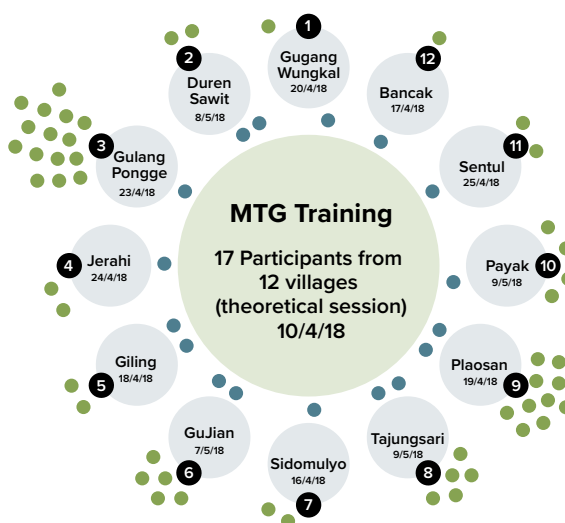 1
Gugang
Wungkal
20/4/18
2
Duren
Sawit
8/5/18
12
Bancak
17/4/18
3
Gulang
Pongge
23/4/18
11
Sentul
25/4/18
MTG Training
17 Participants from
12 villages
(theoretical session)
10/4/18
4
Jerahi
24/4/18
10
Payak
9/5/18
5
Giling
18/4/18
9
Plaosan
19/4/18
6
GuJian
7/5/18
8
Tajungsari
9/5/18
7
Sidomulyo
16/4/18